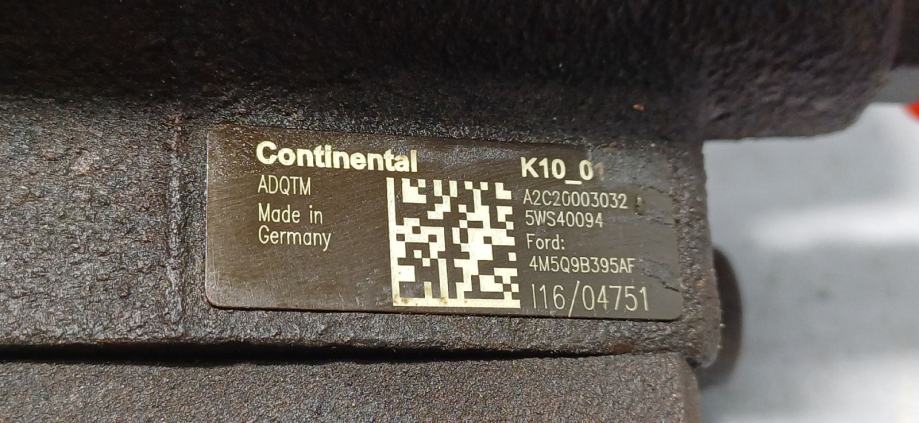 Continental
ADQTM
Made in
Germany
K10_01
A2C20003032
5WS40094
Ford:
4M5Q9B395AF
I16/04751